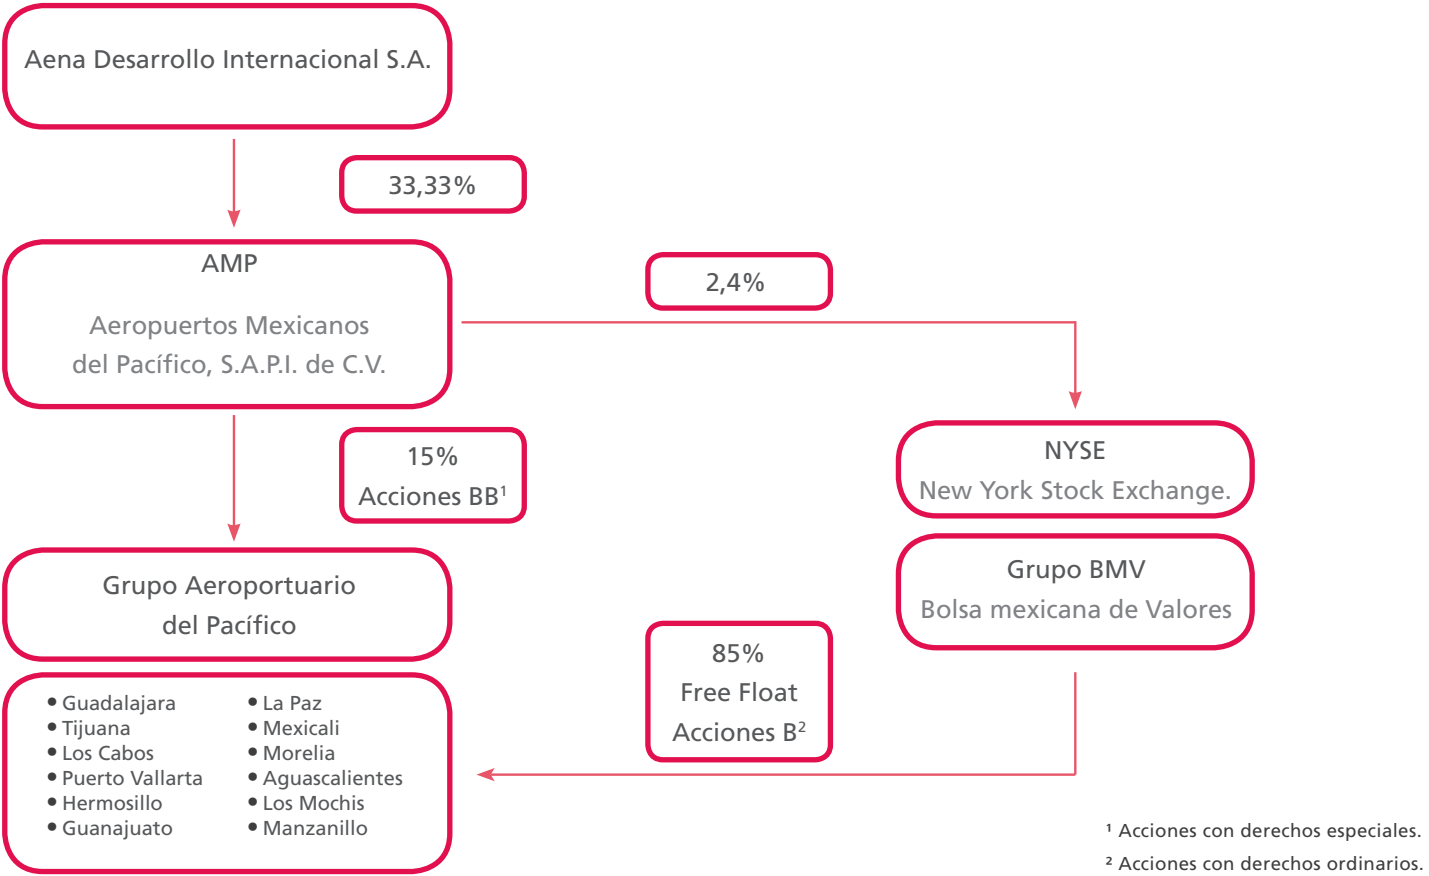 Aena Desarrollo Internacional S.A.
33,33%
AMP
Aeropuertos Mexicanos
del Pacífico, S.A.P.I. de C.V.
2,4%
15%
Acciones BB¹
NYSE
New York Stock Exchange.
Grupo BMV
Bolsa mexicana de Valores
Grupo Aeroportuario
del Pacífico
85%
Free Float
Acciones B²
• Guadalajara
• Tijuana
• Los Cabos
• Puerto Vallarta
• Hermosillo
• Guanajuato
• La Paz
• Mexicali
• Morelia
• Aguascalientes
• Los Mochis
• Manzanillo
¹ Acciones con derechos especiales.
² Acciones con derechos ordinarios.